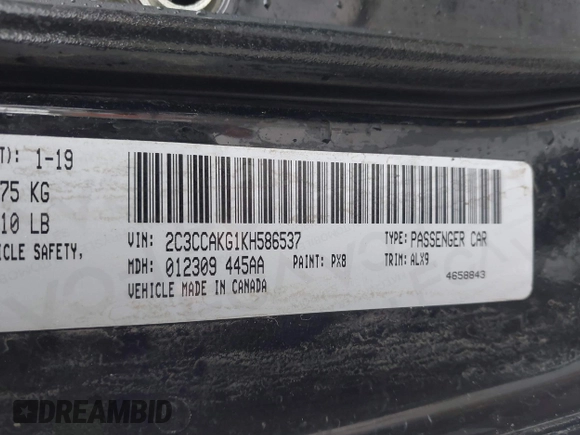 T): 1-19
75 KG
10 LB
ICLE SAFETY,
VIN: 2C3CCAKG1KH586537
TYPE: PASSENGER CAR
MDH: 012309 445AA
PAINT: PX8
TRIM: ALX9
VEHICLE MADE IN CANADA
4658843
DREAMBID